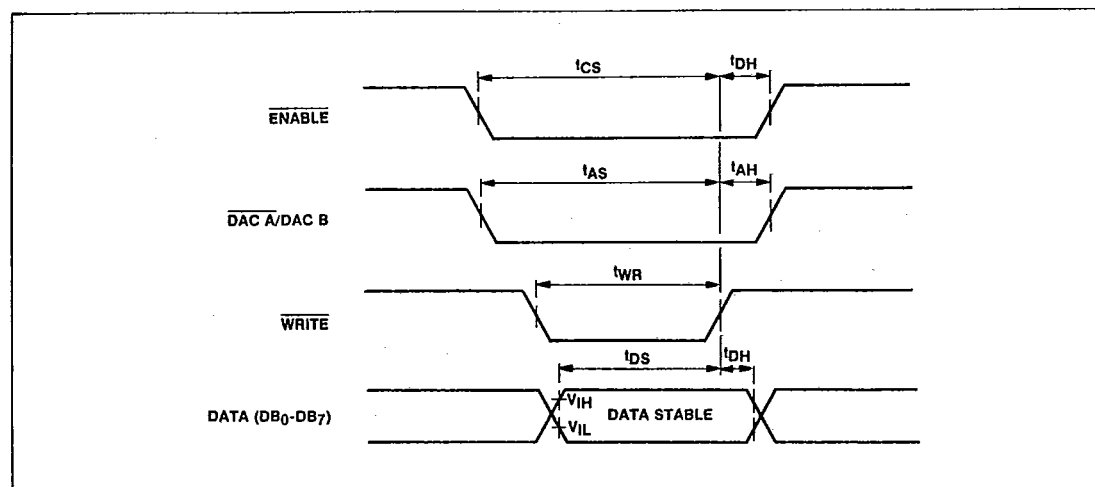 tCS
tDH
ENABLE
tAS
tAH
DAC A/DAC B
tWR
WRITE
tDS
tDH
VIH
DATA (DB0-DB7)
DATA STABLE
VIL